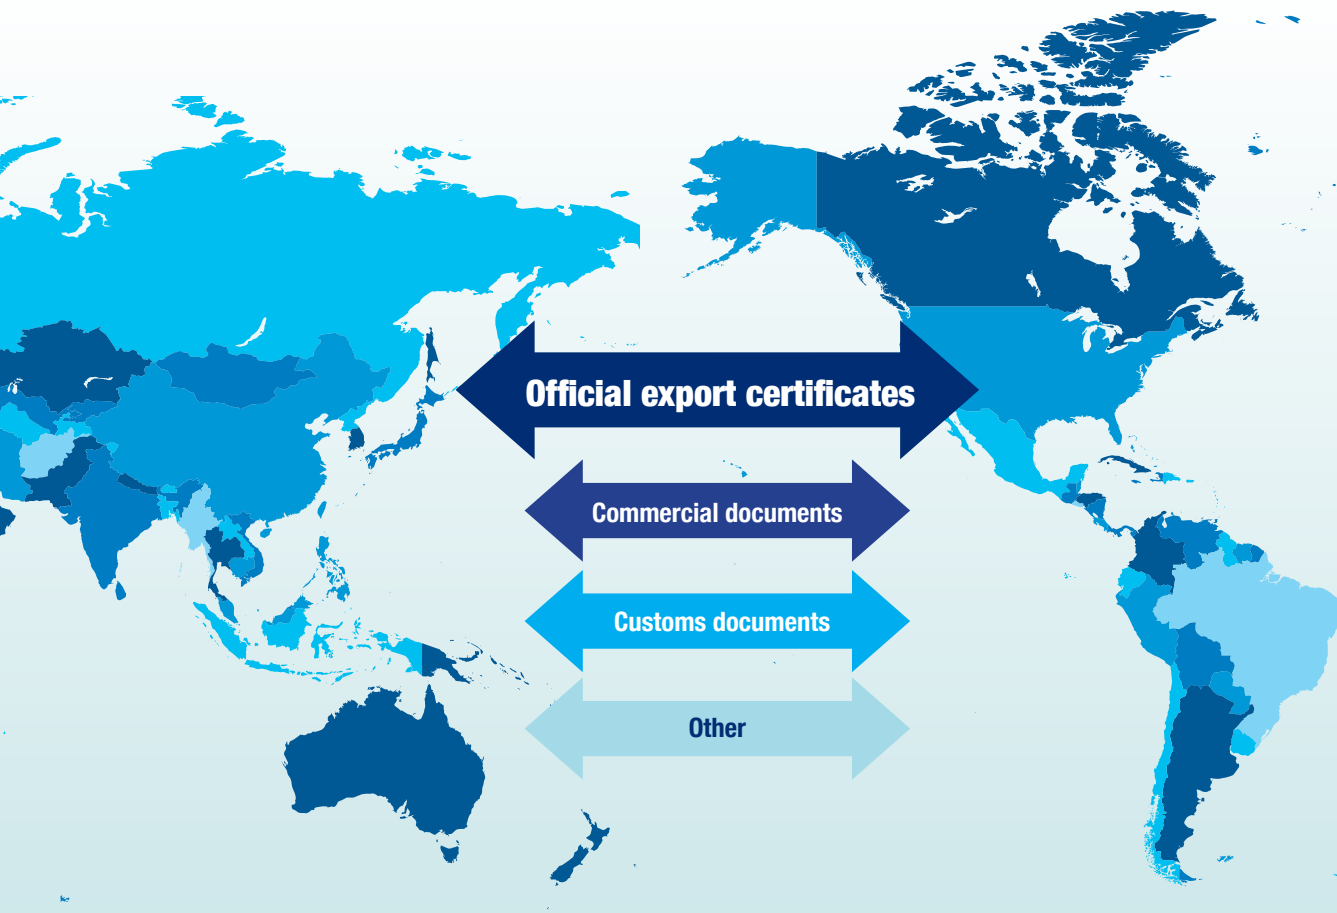 Official export certificates
Commercial documents
Customs documents
Other